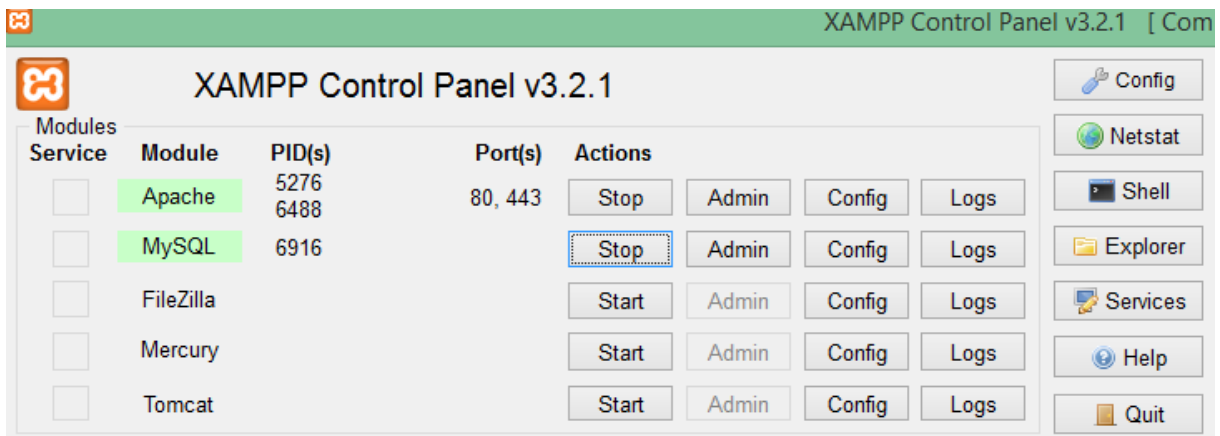 XAMPP Control Panel v3.2.1 [ Com
XAMPP Control Panel v3.2.1
Modules
Service Module PID(s) Port(s) Actions
Apache 5276 6488 80, 443 Stop Admin Config Logs
MySQL 6916 Stop Admin Config Logs
FileZilla Start Admin Config Logs
Mercury Start Admin Config Logs
Tomcat Start Admin Config Logs
Config
Netstat
Shell
Explorer
Services
Help
Quit